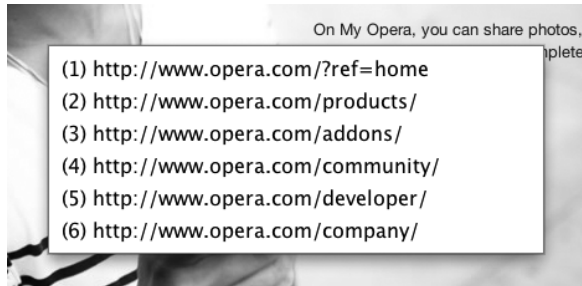 On My Opera, you can share photos,
(1) http://www.opera.com/?ref=home
(2) http://www.opera.com/products/
(3) http://www.opera.com/addons/
(4) http://www.opera.com/community/
(5) http://www.opera.com/developer/
(6) http://www.opera.com/company/